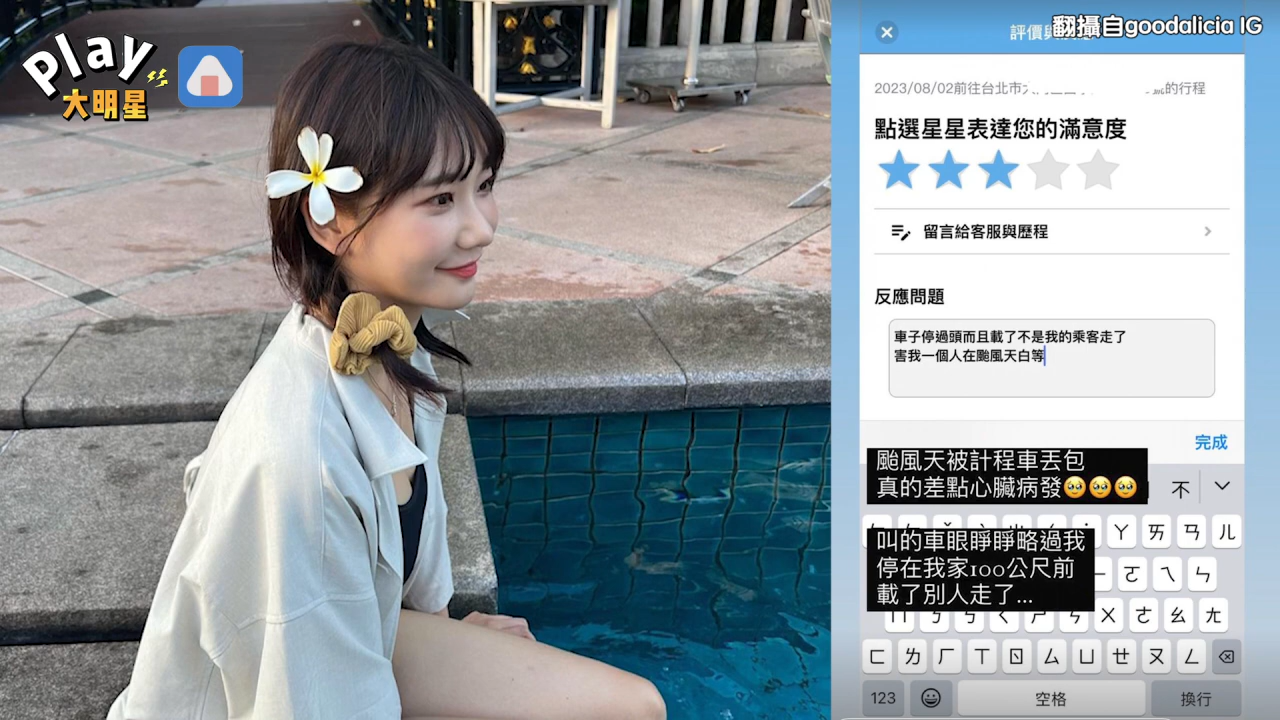 Play
大明星
翻攝自goodalicia IG
評價與
2023/08/02前往台北市
的行程
點選星星表達您的滿意度
留言給客服與歷程
反應問題
車子停過頭而且載了不是我的乘客走了
害我一個人在颱風天白等
完成
颱風天被計程車丟包
真的差點心臟病發🥹🥹🥹
不
叫的車眼睜睜略過我
停在我家100公尺前
載了別人走了...
ㄚ ㄞ ㄢ ㄦ
ㄛ ㄟ ㄣ
ㄨ ㄜ ㄠ ㄤ
ㄈ ㄌ ㄏ ㄒ ㄖ ㄙ ㄩ ㄝ ㄡ ㄥ
123 空格 換行